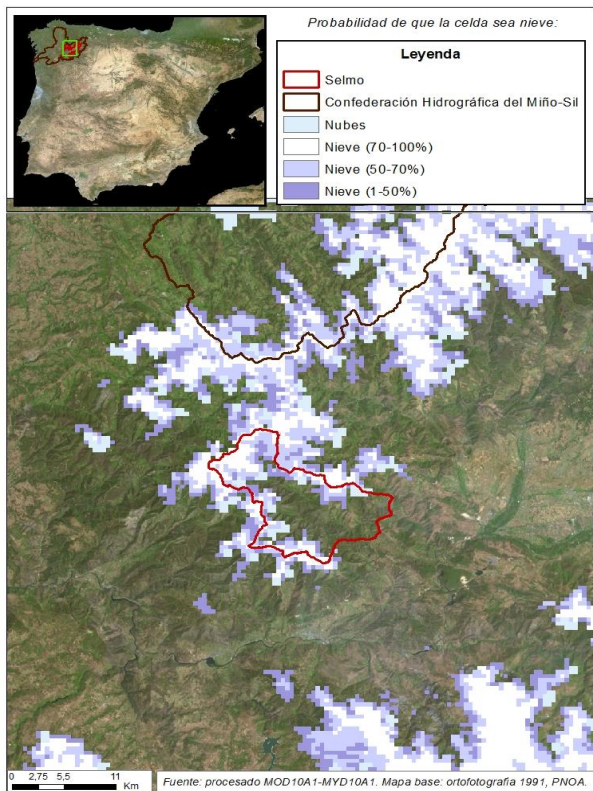 Probabilidad de que la celda sea nieve:
Leyenda
Selmo
Confederación Hidrográfica del Miño-Sil
Nubes
Nieve (70-100%)
Nieve (50-70%)
Nieve (1-50%)
0 2,75 5,5 11
Km
Fuente: procesado MOD10A1-MYD10A1. Mapa base: ortofotografia 1991, PNOA.